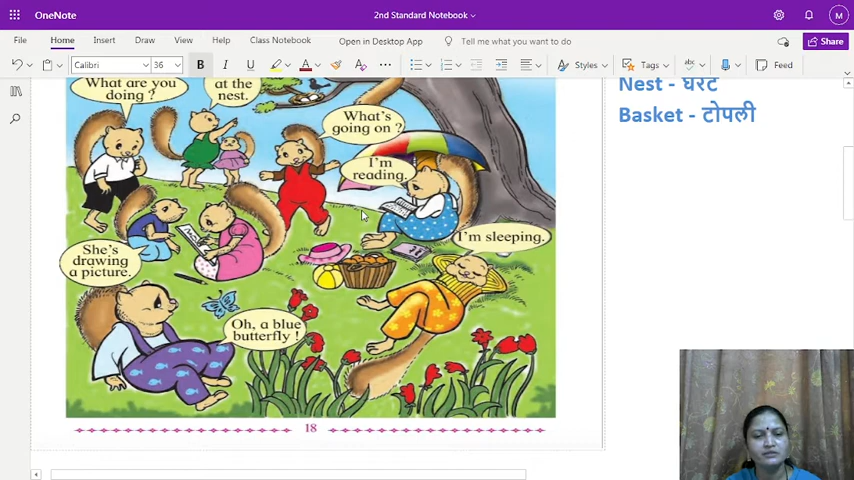 OneNote
2nd Standard Notebook
M
File Home Insert Draw View Help Class Notebook Open in Desktop App Tell me what you want to do Share
Calibri 36 B I U A Styles Tags Feed
What are you
doing ?
at the
nest.
What's
going on ?
I'm
reading.
I'm sleeping.
She's
drawing
a picture.
Oh, a blue
butterfly !
18
Nest - घरटे
Basket - टोपली